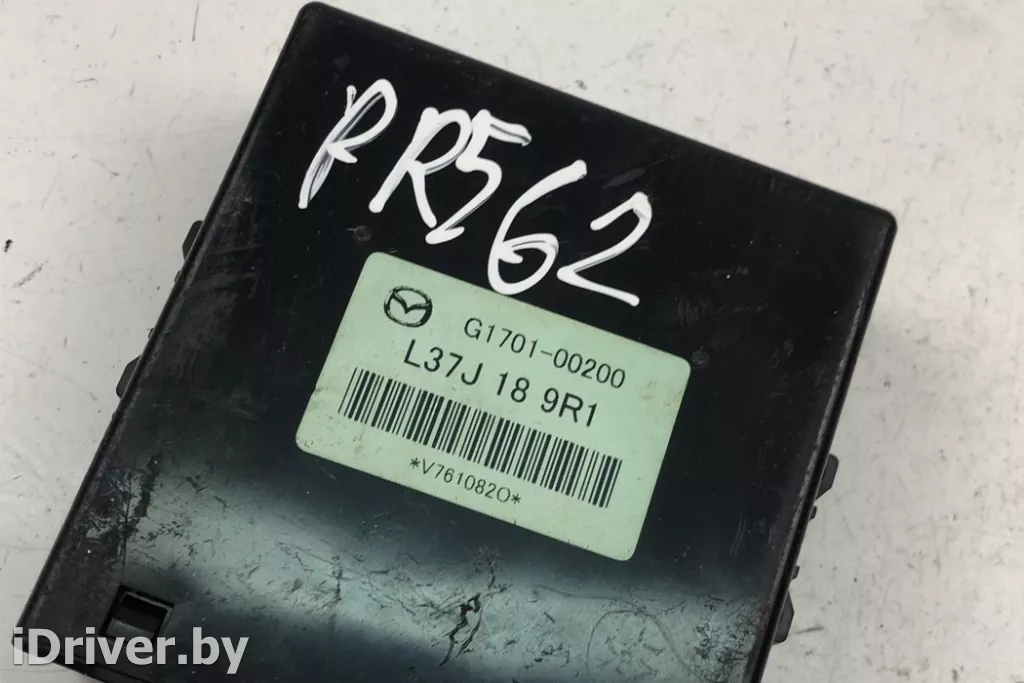 RR562
G1701-00200
L37J 18 9R1
*V761082O*
iDriver.by